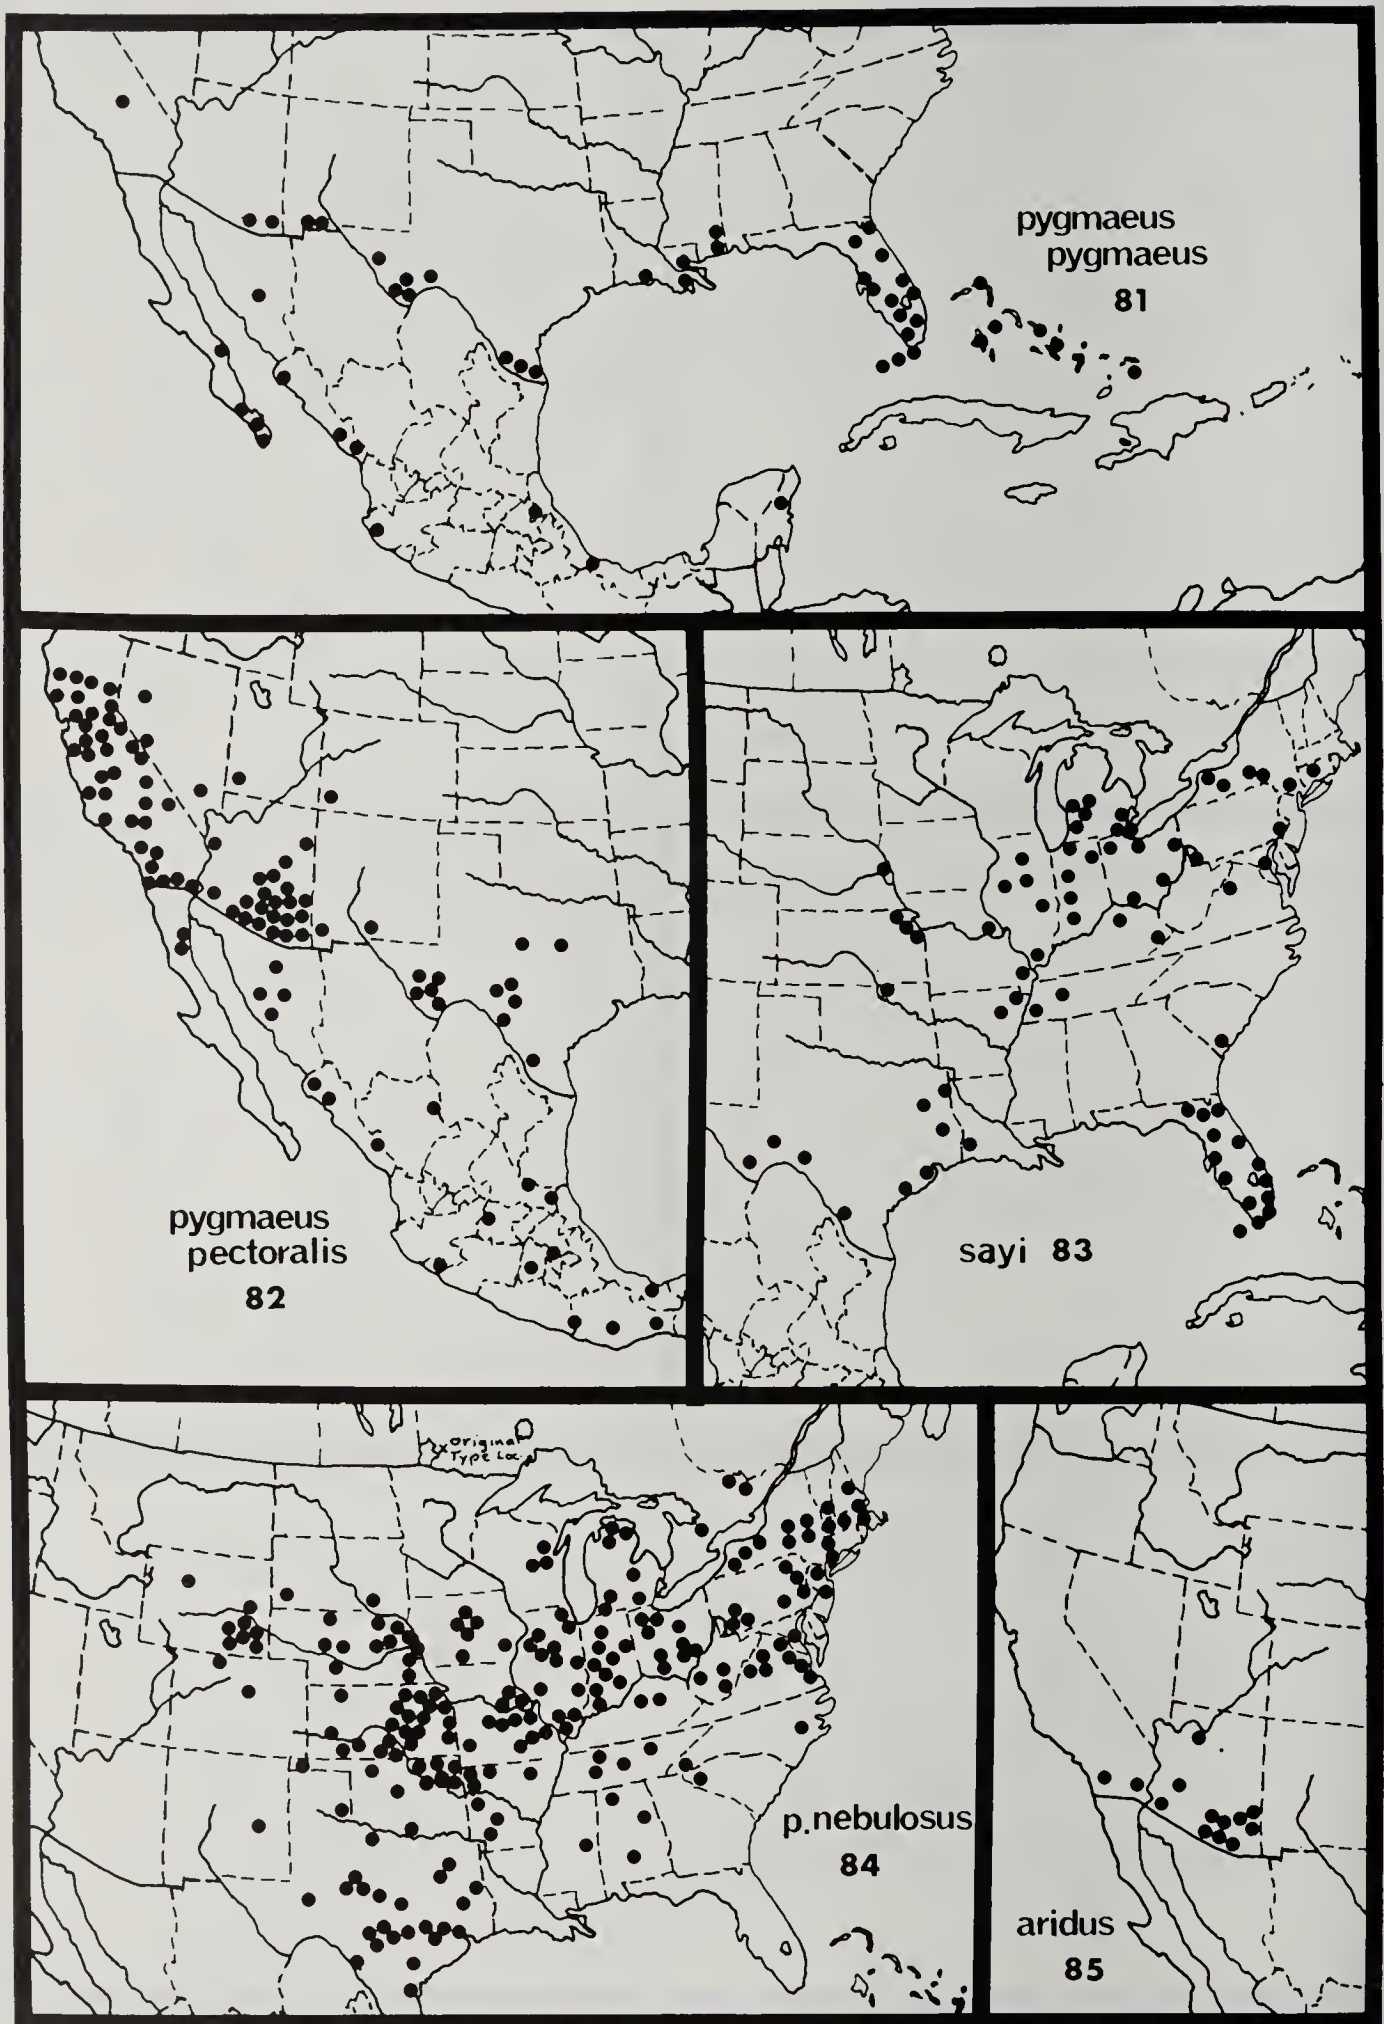 pygmaeus
pygmaeus
81
pygmaeus
pectoralis
82
sayi 83
x original
Type Loc.
p.nebulosus
84
aridus
85